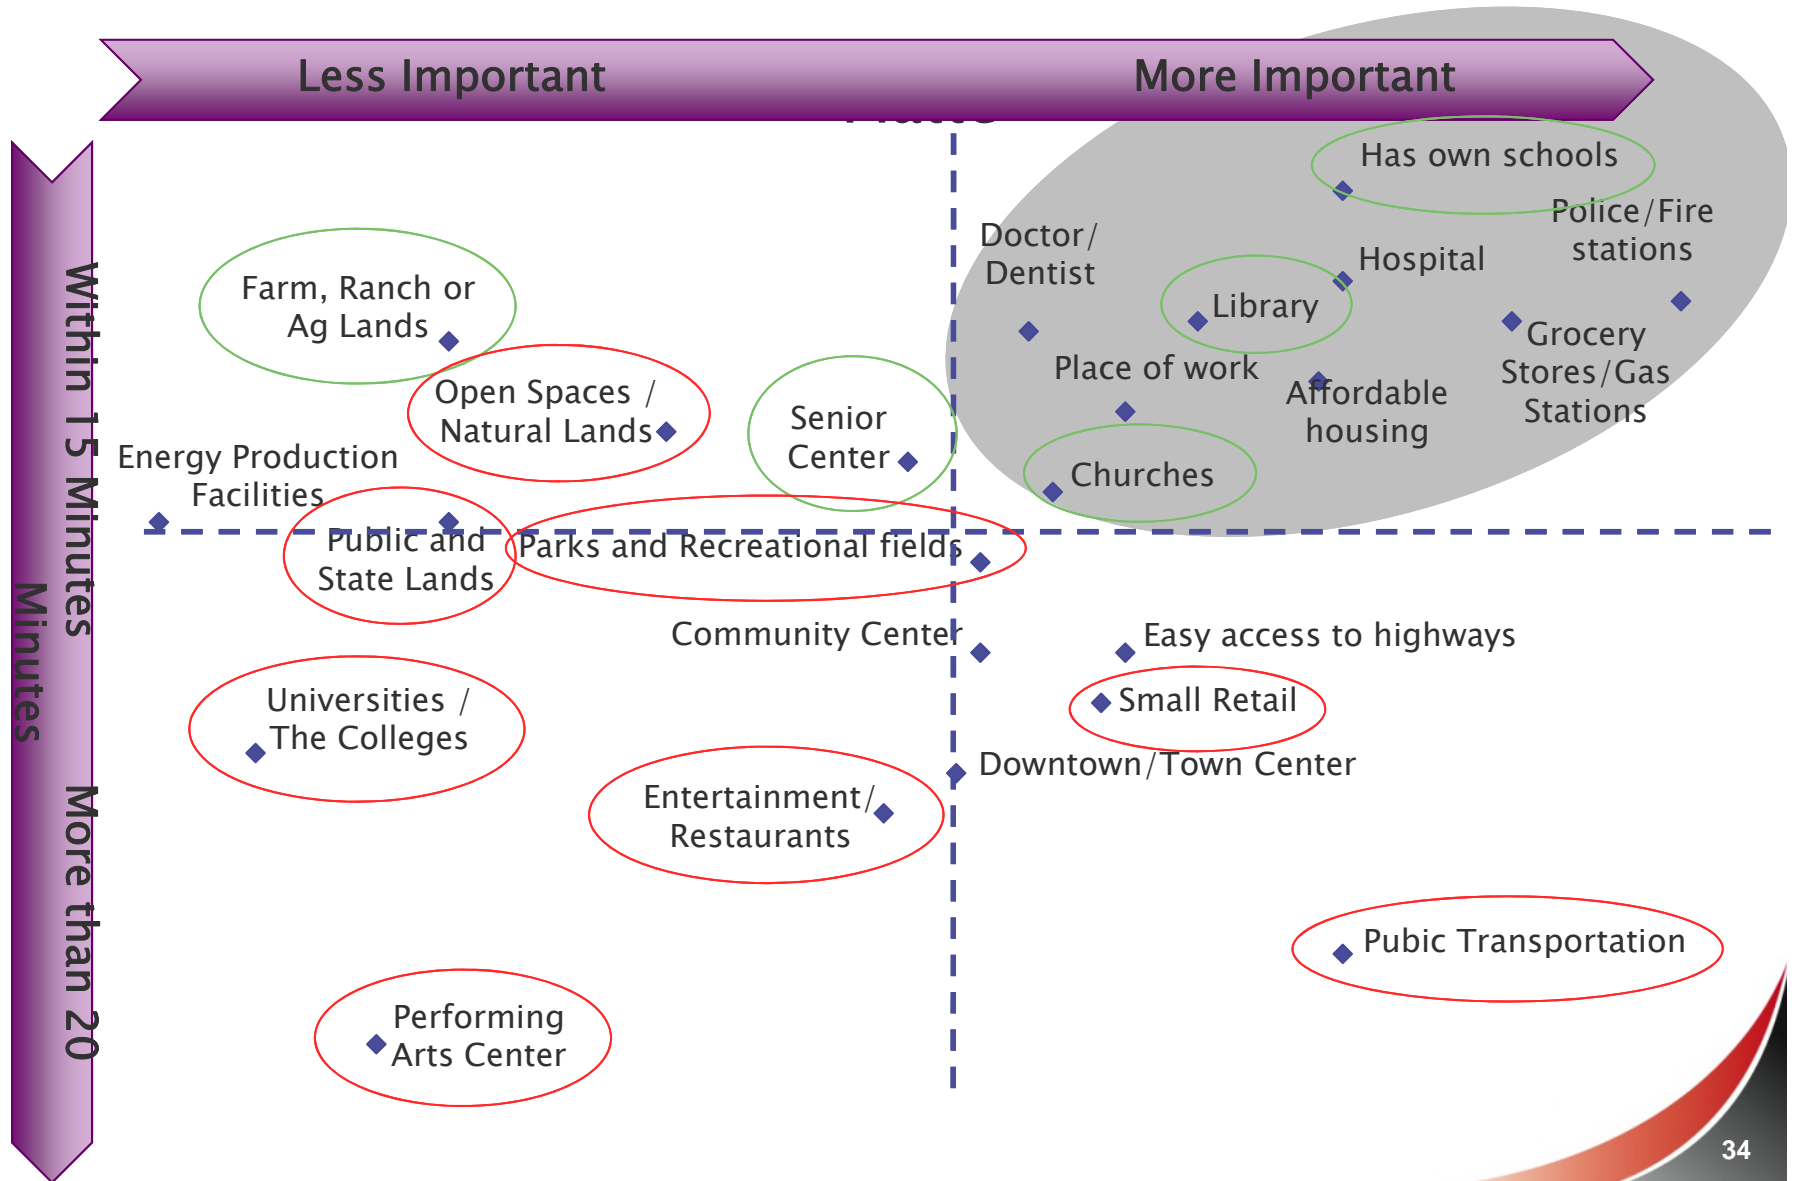 Less Important
More Important
Has own schools
Police/Fire
stations
Doctor/
Dentist
Hospital
Farm, Ranch or
Ag Lands
Library
Grocery
Stores/Gas
Stations
Place of work
Affordable
housing
Open Spaces /
Natural Lands
Senior
Center
Energy Production
Facilities
Churches
Public and
State Lands
Parks and Recreational fields
Community Center
Easy access to highways
Universities /
The Colleges
Small Retail
Downtown/Town Center
Entertainment/
Restaurants
Pubic Transportation
Performing
Arts Center
Within 15 Minutes More than 20
Minutes
34